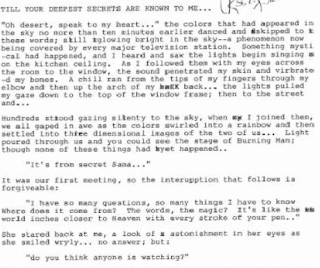 TILL YOUR DEEPEST SECRETS ARE KNOWN TO ME...
"Oh desert, speak to my heart..." the colors that had appeared in
the sky no more than ten minutes earlier danced and skipped to
these words; still glowing bright in the sky--a phenomenon now
being covered by every major television station. Something mysti
-cal had happened, and I heard and saw the lights begin singing
on the kitchen ceiling. As I followed them with my eyes across
the room to the window, the sound penetrated my skin and vibrate
-d my bones. A chill ran from the tips of my fingers through my
elbow and then up the arch of my back... the lights pulled
my gaze down to the top of the window frame; then to the street
and...
Hundreds stood gazing silently to the sky, when I joined then,
we all gaped in awe as the colors swirled into a rainbow and then
settled into three dimensional images of the two of us... Light
poured through us and you could see the stage of Burning Man;
though none of these things had yet happened..
"It's from secret Sama..."
It was our first meeting, so the interuption that follows is
forgiveable:
"I have so many questions, so many things I have to know
Where does it come from? The words, the magic? It's like the
world inches closer to Heaven with every stroke of your pen.."
She stared back at me, a look of astonishment in her eyes as
she sailed wryly... no answer; but:
"do you think anyone is watching?"